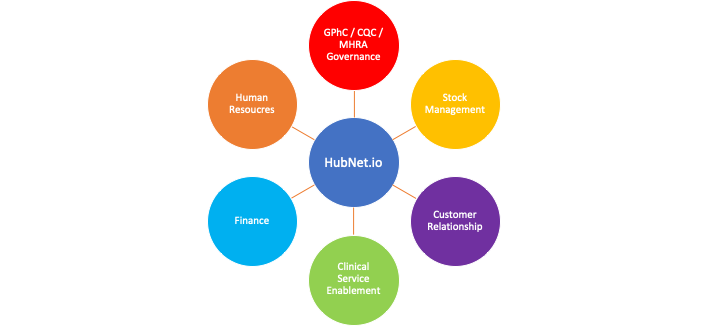 GPhC / CQC /
MHRA
Governance
Human
Resoucres
Stock
Management
HubNet.io
Finance
Customer
Relationship
Clinical
Service
Enablement